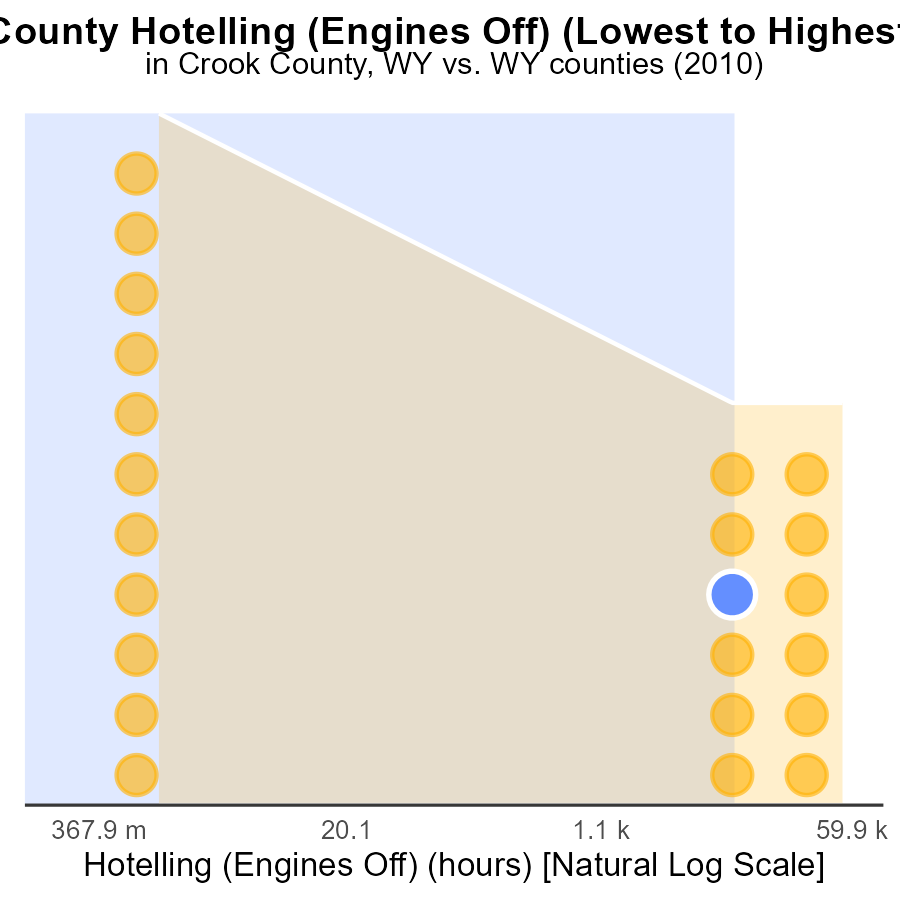 County Hotelling (Engines Off) (Lowest to Highest
in Crook County, WY vs. WY counties (2010)
367.9 m 20.1 1.1 k 59.9 k
Hotelling (Engines Off) (hours) [Natural Log Scale]